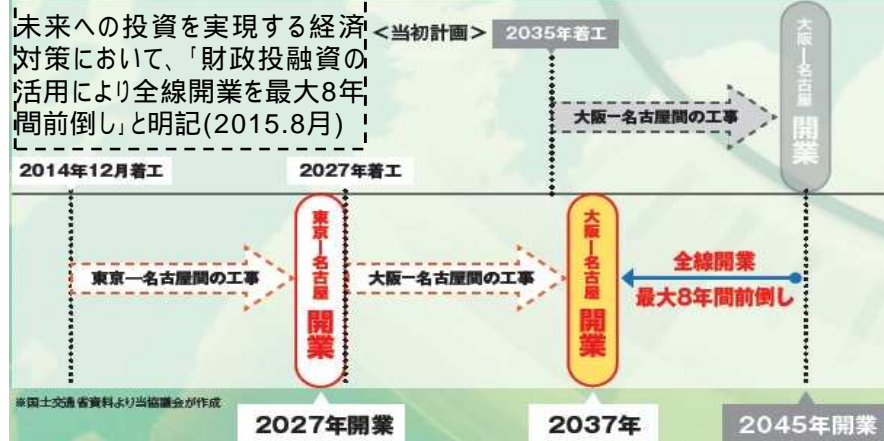 未来への投資を実現する経済
対策において、「財政投融資の
活用により全線開業を最大8年
間前倒し」と明記(2015.8月)
<当初計画>
2035年着工
大阪ー名古屋間の工事
大阪ー名古屋
開業
2014年12月着工
2027年着工
東京ー名古屋間の工事
東京ー名古屋
開業
大阪ー名古屋間の工事
大阪ー名古屋
開業
全線開業
最大8年間前倒し
※国土交通省資料より当協議会が作成
2027年開業
2037年
2045年開業